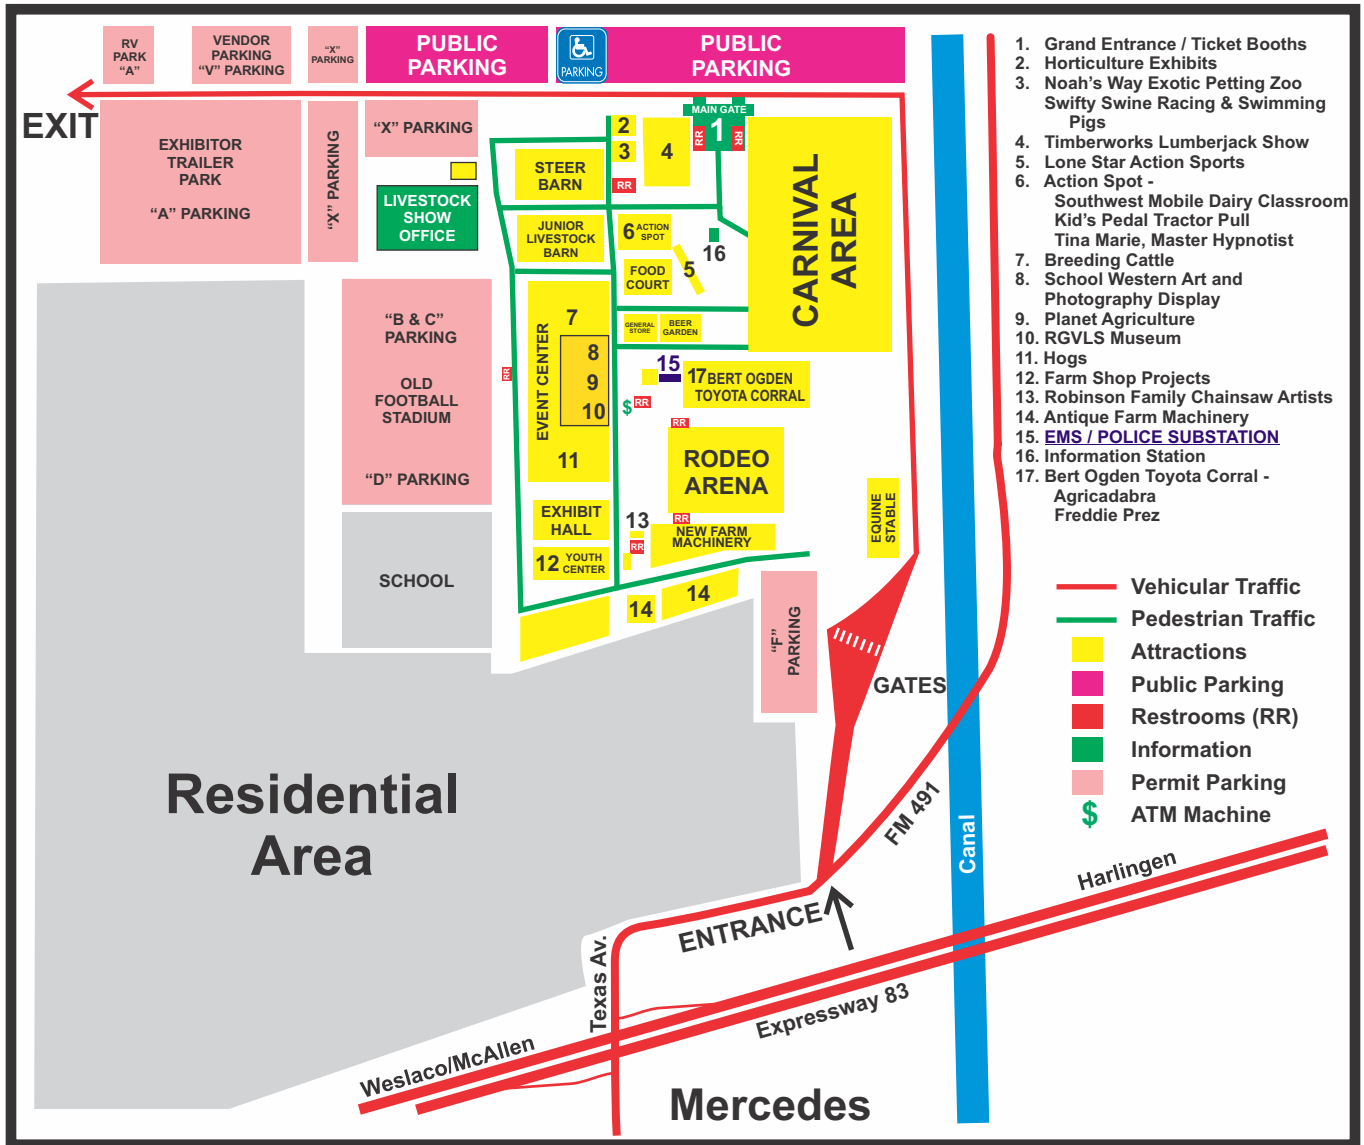 RV
PARK
"A"
VENDOR
PARKING
"V" PARKING
"X"
PARKING
PUBLIC
PARKING
PARKING
PUBLIC
PARKING
EXIT
EXHIBITOR
TRAILER
PARK
"A" PARKING
"X" PARKING
"X" PARKING
LIVESTOCK
SHOW
OFFICE
STEER
BARN
2
3
RR
4
MAIN GATE
1
RR
RR
CARNIVAL
AREA
JUNIOR
LIVESTOCK
BARN
6 ACTION
SPOT
16
5
FOOD
COURT
GENERAL
STORE
BEER
GARDEN
"B & C"
PARKING
OLD
FOOTBALL
STADIUM
"D" PARKING
RR
EVENT CENTER
7
8
9
10
11
15
17 BERT OGDEN
TOYOTA CORRAL
$
RR
RR
RODEO
ARENA
EQUINE
STABLE
EXHIBIT
HALL
13
RR
RR
NEW FARM
MACHINERY
12 YOUTH
CENTER
14
14
SCHOOL
"F"
PARKING
GATES
Residential
Area
FM 491
Canal
ENTRANCE
Texas Av.
Harlingen
Expressway 83
Weslaco/McAllen
Mercedes
1. Grand Entrance / Ticket Booths
2. Horticulture Exhibits
3. Noah's Way Exotic Petting Zoo
Swifty Swine Racing & Swimming
Pigs
4. Timberworks Lumberjack Show
5. Lone Star Action Sports
6. Action Spot -
Southwest Mobile Dairy Classroom
Kid's Pedal Tractor Pull
Tina Marie, Master Hypnotist
7. Breeding Cattle
8. School Western Art and
Photography Display
9. Planet Agriculture
10. RGVLS Museum
11. Hogs
12. Farm Shop Projects
13. Robinson Family Chainsaw Artists
14. Antique Farm Machinery
15. EMS / POLICE SUBSTATION
16. Information Station
17. Bert Ogden Toyota Corral -
Agricadabra
Freddie Prez
Vehicular Traffic
Pedestrian Traffic
Attractions
Public Parking
Restrooms (RR)
Information
Permit Parking
$ ATM Machine